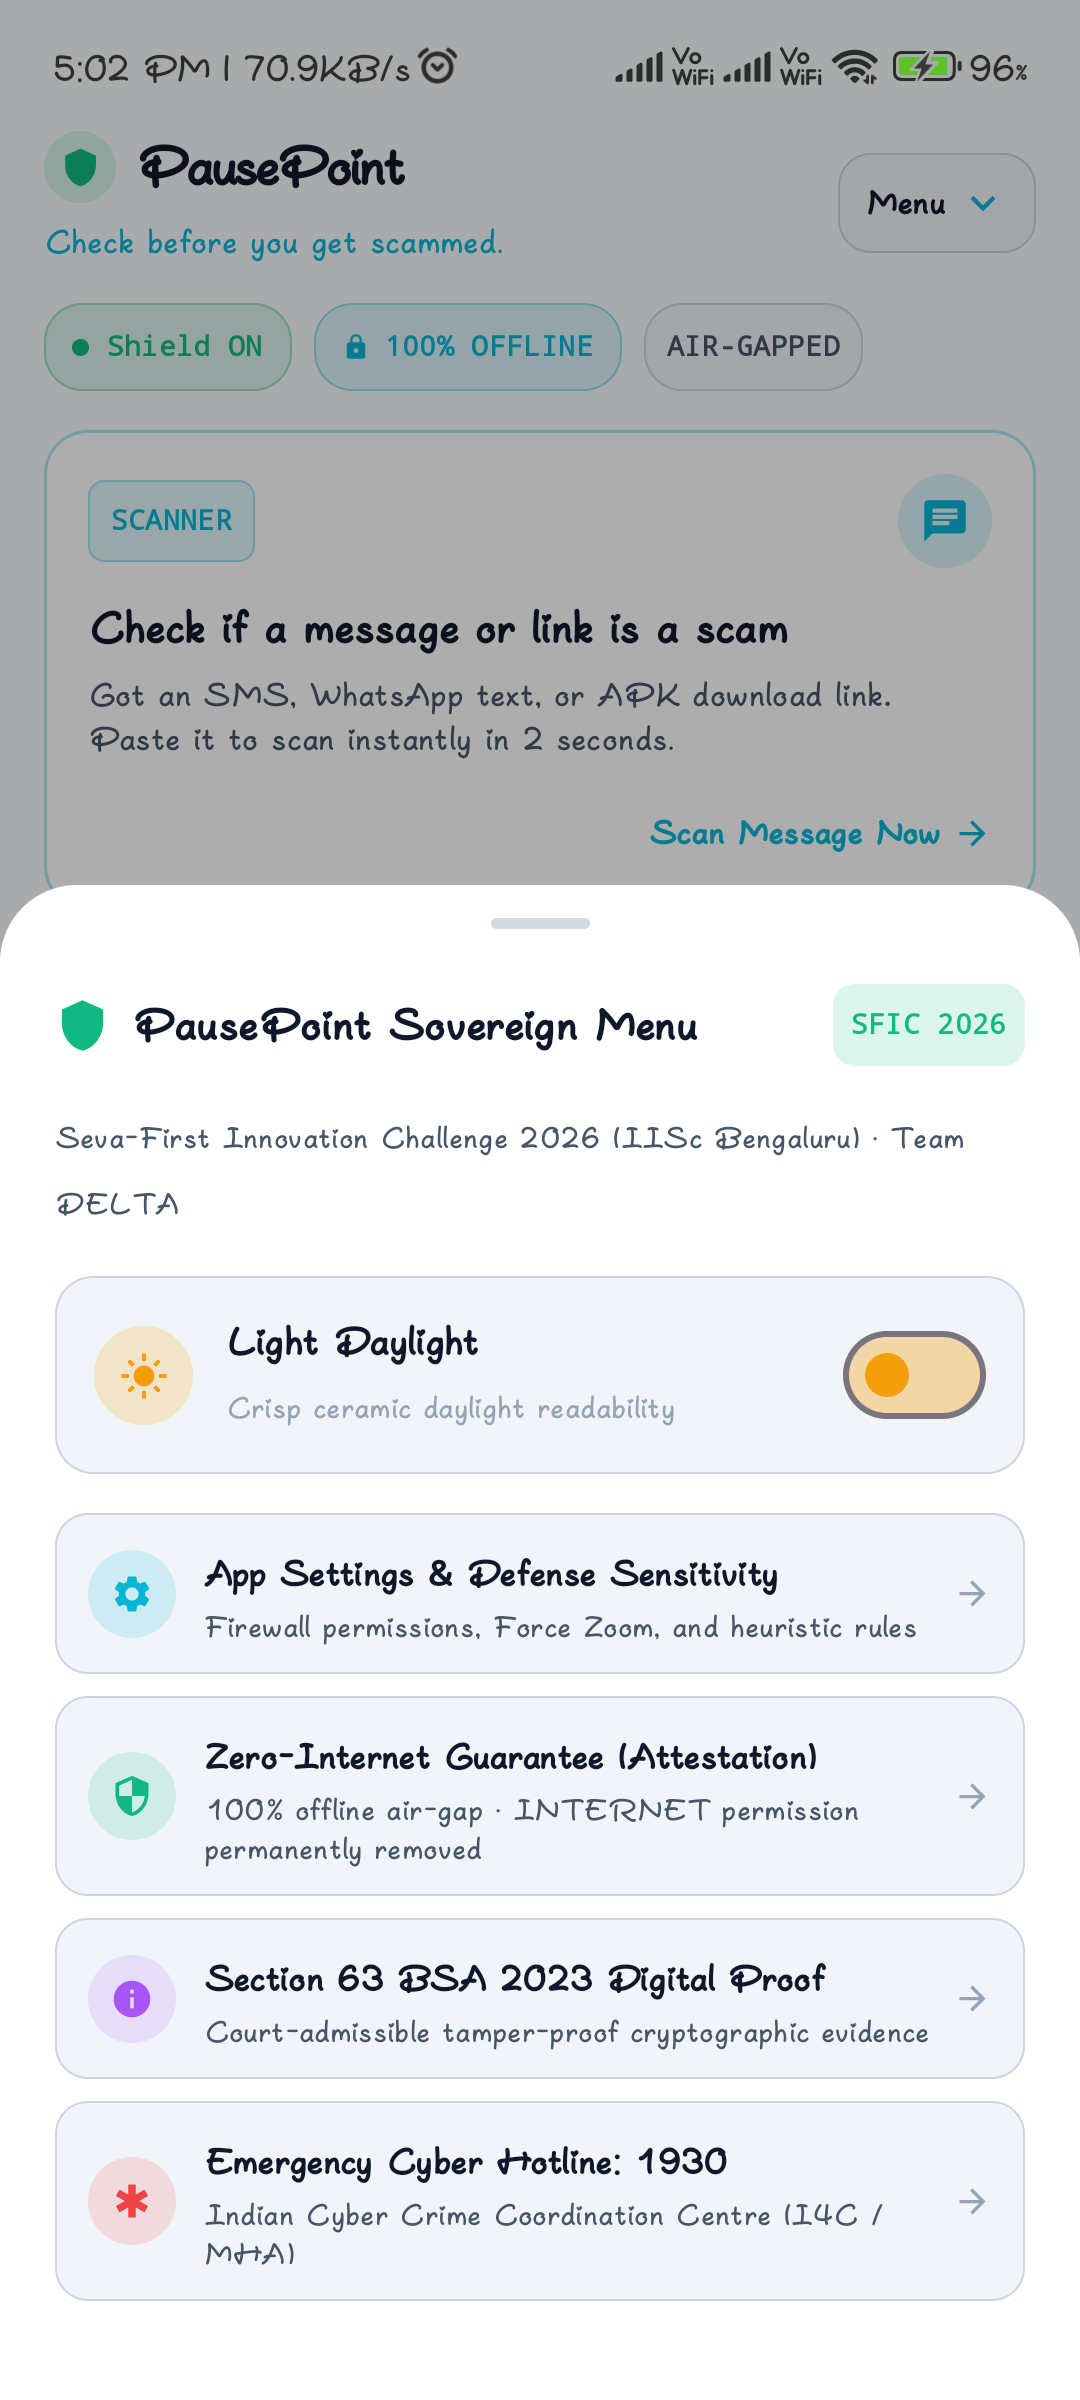 5:02 PM | 70.9KB/s
Vo WiFi Vo WiFi 96%
PausePoint
Menu
Check before you get scammed.
Shield ON
100% OFFLINE
AIR-GAPPED
SCANNER
Check if a message or link is a scam
Got an SMS, WhatsApp text, or APK download link.
Paste it to scan instantly in 2 seconds.
Scan Message Now →
PausePoint Sovereign Menu
SFIC 2026
Seva-First Innovation Challenge 2026 (IISc Bengaluru) · Team
DELTA
Light Daylight
Crisp ceramic daylight readability
App Settings & Defense Sensitivity
Firewall permissions, Force Zoom, and heuristic rules
Zero-Internet Guarantee (Attestation)
100% offline air-gap · INTERNET permission
permanently removed
Section 63 BSA 2023 Digital Proof
Court-admissible tamper-proof cryptographic evidence
Emergency Cyber Hotline: 1930
Indian Cyber Crime Coordination Centre (I4C /
MHA)